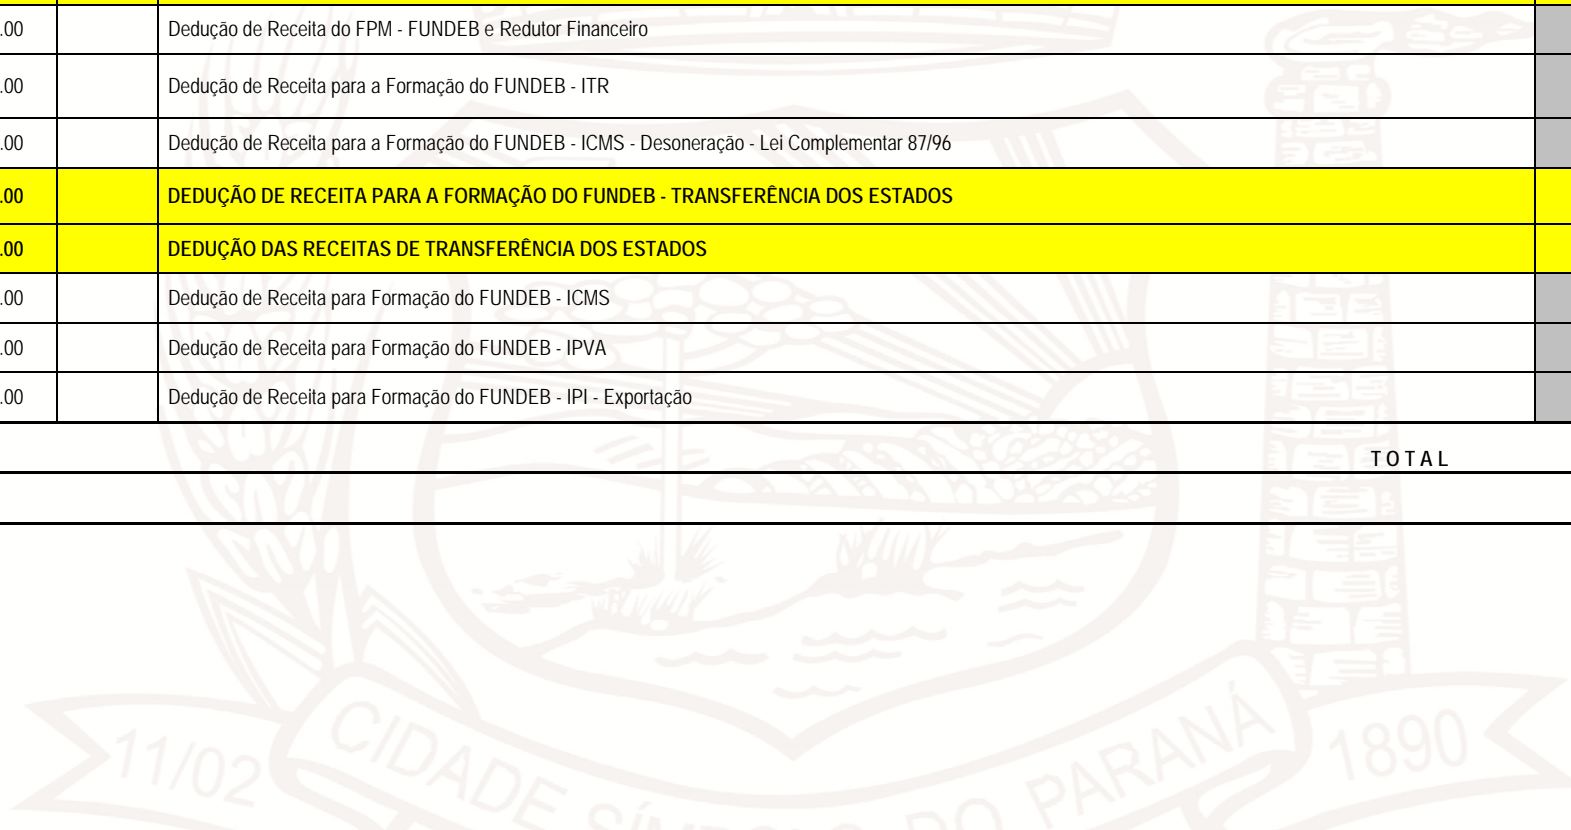 .00 Dedução de Receita do FPM - FUNDEB e Redutor Financeiro
.00 Dedução de Receita para a Formação do FUNDEB - ITR
.00 Dedução de Receita para a Formação do FUNDEB - ICMS - Desoneração - Lei Complementar 87/96
.00 DEDUÇÃO DE RECEITA PARA A FORMAÇÃO DO FUNDEB - TRANSFERÊNCIA DOS ESTADOS
.00 DEDUÇÃO DAS RECEITAS DE TRANSFERÊNCIA DOS ESTADOS
.00 Dedução de Receita para Formação do FUNDEB - ICMS
.00 Dedução de Receita para Formação do FUNDEB - IPVA
.00 Dedução de Receita para Formação do FUNDEB - IPI - Exportação
T O T A L
11/02 CIDADE SÍMBOLO DO PARANÁ 1890